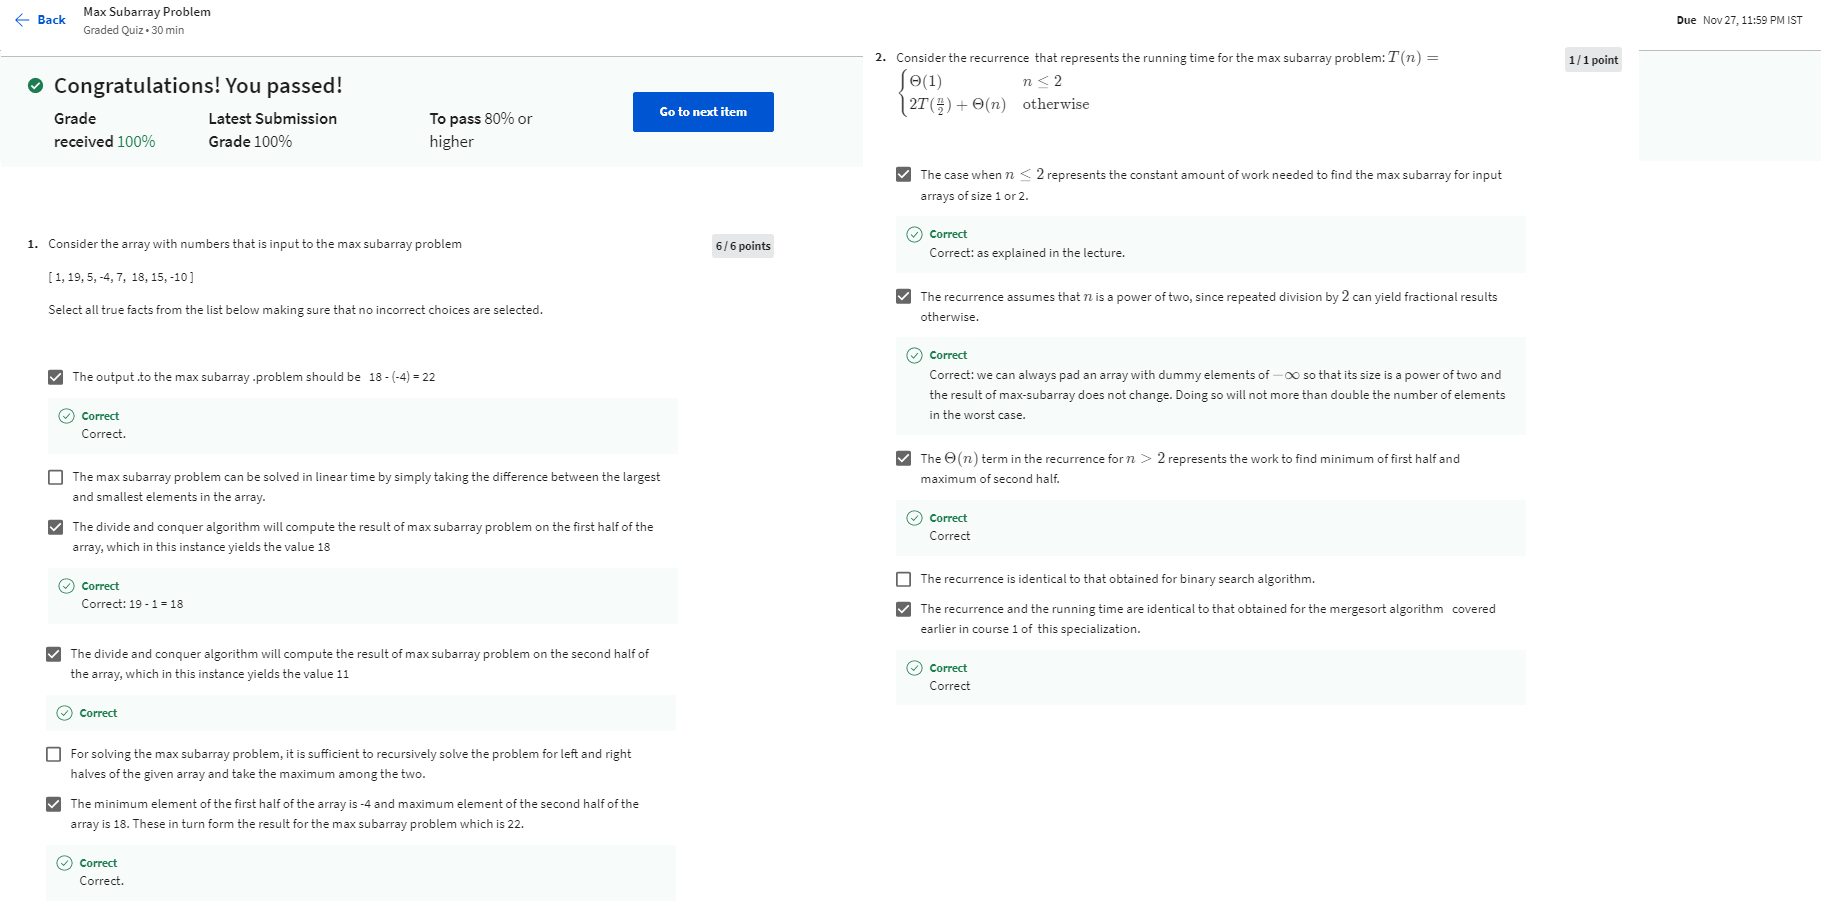 Back
Max Subarray Problem
Graded Quiz • 30 min
Due Nov 27, 11:59 PM IST
Congratulations! You passed!
Grade
received 100%
Latest Submission
Grade 100%
To pass 80% or
higher
Go to next item
1. Consider the array with numbers that is input to the max subarray problem
6 / 6 points
[ 1, 19, 5, -4, 7, 18, 15, -10 ]
Select all true facts from the list below making sure that no incorrect choices are selected.
The output .to the max subarray .problem should be 18 - (-4) = 22
Correct
Correct.
The max subarray problem can be solved in linear time by simply taking the difference between the largest
and smallest elements in the array.
The divide and conquer algorithm will compute the result of max subarray problem on the first half of the
array, which in this instance yields the value 18
Correct
Correct: 19 - 1 = 18
The divide and conquer algorithm will compute the result of max subarray problem on the second half of
the array, which in this instance yields the value 11
Correct
For solving the max subarray problem, it is sufficient to recursively solve the problem for left and right
halves of the given array and take the maximum among the two.
The minimum element of the first half of the array is -4 and maximum element of the second half of the
array is 18. These in turn form the result for the max subarray problem which is 22.
Correct
Correct.
2. Consider the recurrence that represents the running time for the max subarray problem: T(n) =
1 / 1 point
Θ(1) n ≤ 2
2T(n/2) + Θ(n) otherwise
The case when n ≤ 2 represents the constant amount of work needed to find the max subarray for input
arrays of size 1 or 2.
Correct
Correct: as explained in the lecture.
The recurrence assumes that n is a power of two, since repeated division by 2 can yield fractional results
otherwise.
Correct
Correct: we can always pad an array with dummy elements of −∞ so that its size is a power of two and
the result of max-subarray does not change. Doing so will not more than double the number of elements
in the worst case.
The Θ(n) term in the recurrence for n > 2 represents the work to find minimum of first half and
maximum of second half.
Correct
Correct
The recurrence is identical to that obtained for binary search algorithm.
The recurrence and the running time are identical to that obtained for the mergesort algorithm covered
earlier in course 1 of this specialization.
Correct
Correct